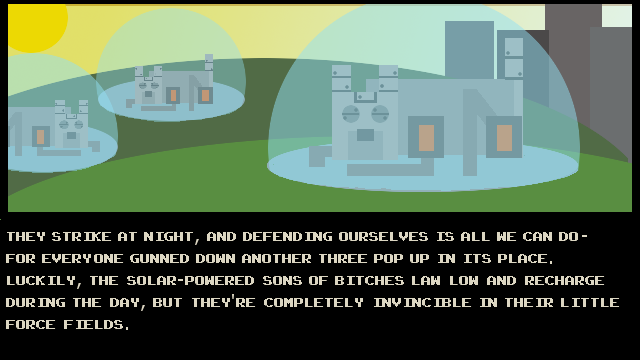 THEY STRIKE AT NIGHT, AND DEFENDING OURSELVES IS ALL WE CAN DO-
FOR EVERYONE GUNNED DOWN ANOTHER THREE POP UP IN ITS PLACE.
LUCKILY, THE SOLAR-POWERED SONS OF BITCHES LAW LOW AND RECHARGE
DURING THE DAY, BUT THEY'RE COMPLETELY INVINCIBLE IN THEIR LITTLE
FORCE FIELDS.